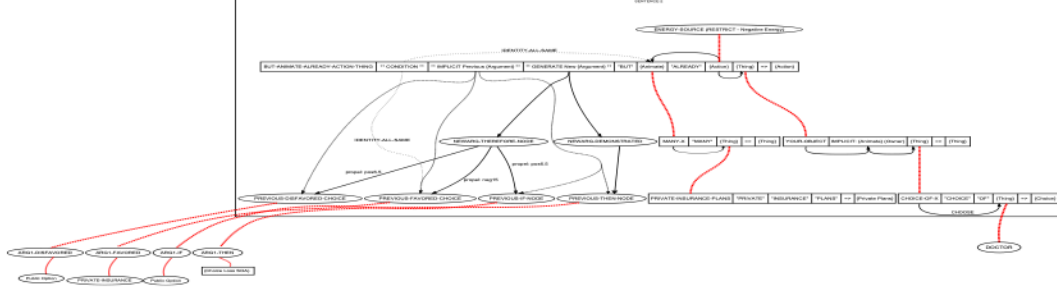 SENTENCE2
ENERGY-SOURCE (RESTRICT - Negative Energy)
IDENTITY-ALL-SAME
BUT-ANIMATE-ALREADY-ACTION-THING ** CONDITION ** ** IMPLICIT Previous (Argument) ** ** GENERATE-New (Argument) ** "BUT" (Animate) "ALREADY" (Action) (Thing) == (Action)
IDENTITY-ALL-SAME
NEWARG-THEREFORE-NODE
NEWARG-DEMONSTRATED
MANY-X "MANY" (Thing) == (Thing)
YOUR-OBJECT IMPLICIT: (Animate) (Owner) (Thing) == (Thing)
PREVIOUS-DISFAVORED-CHOICE
PREVIOUS-FAVORED-CHOICE
PREVIOUS-IF-NODE
PREVIOUS-THEN-NODE
PRIVATE-INSURANCE-PLANS "PRIVATE" "INSURANCE" "PLANS" == (Private Plans)
CHOICE-OF-X "CHOICE" "OF" (Thing) == (Choice)
CHOOSE
ARG1-DISFAVORED
ARG1-FAVORED
ARG1-IF
ARG1-THEN
DOCTOR
Public Option
PRIVATE-INSURANCE
Public Option